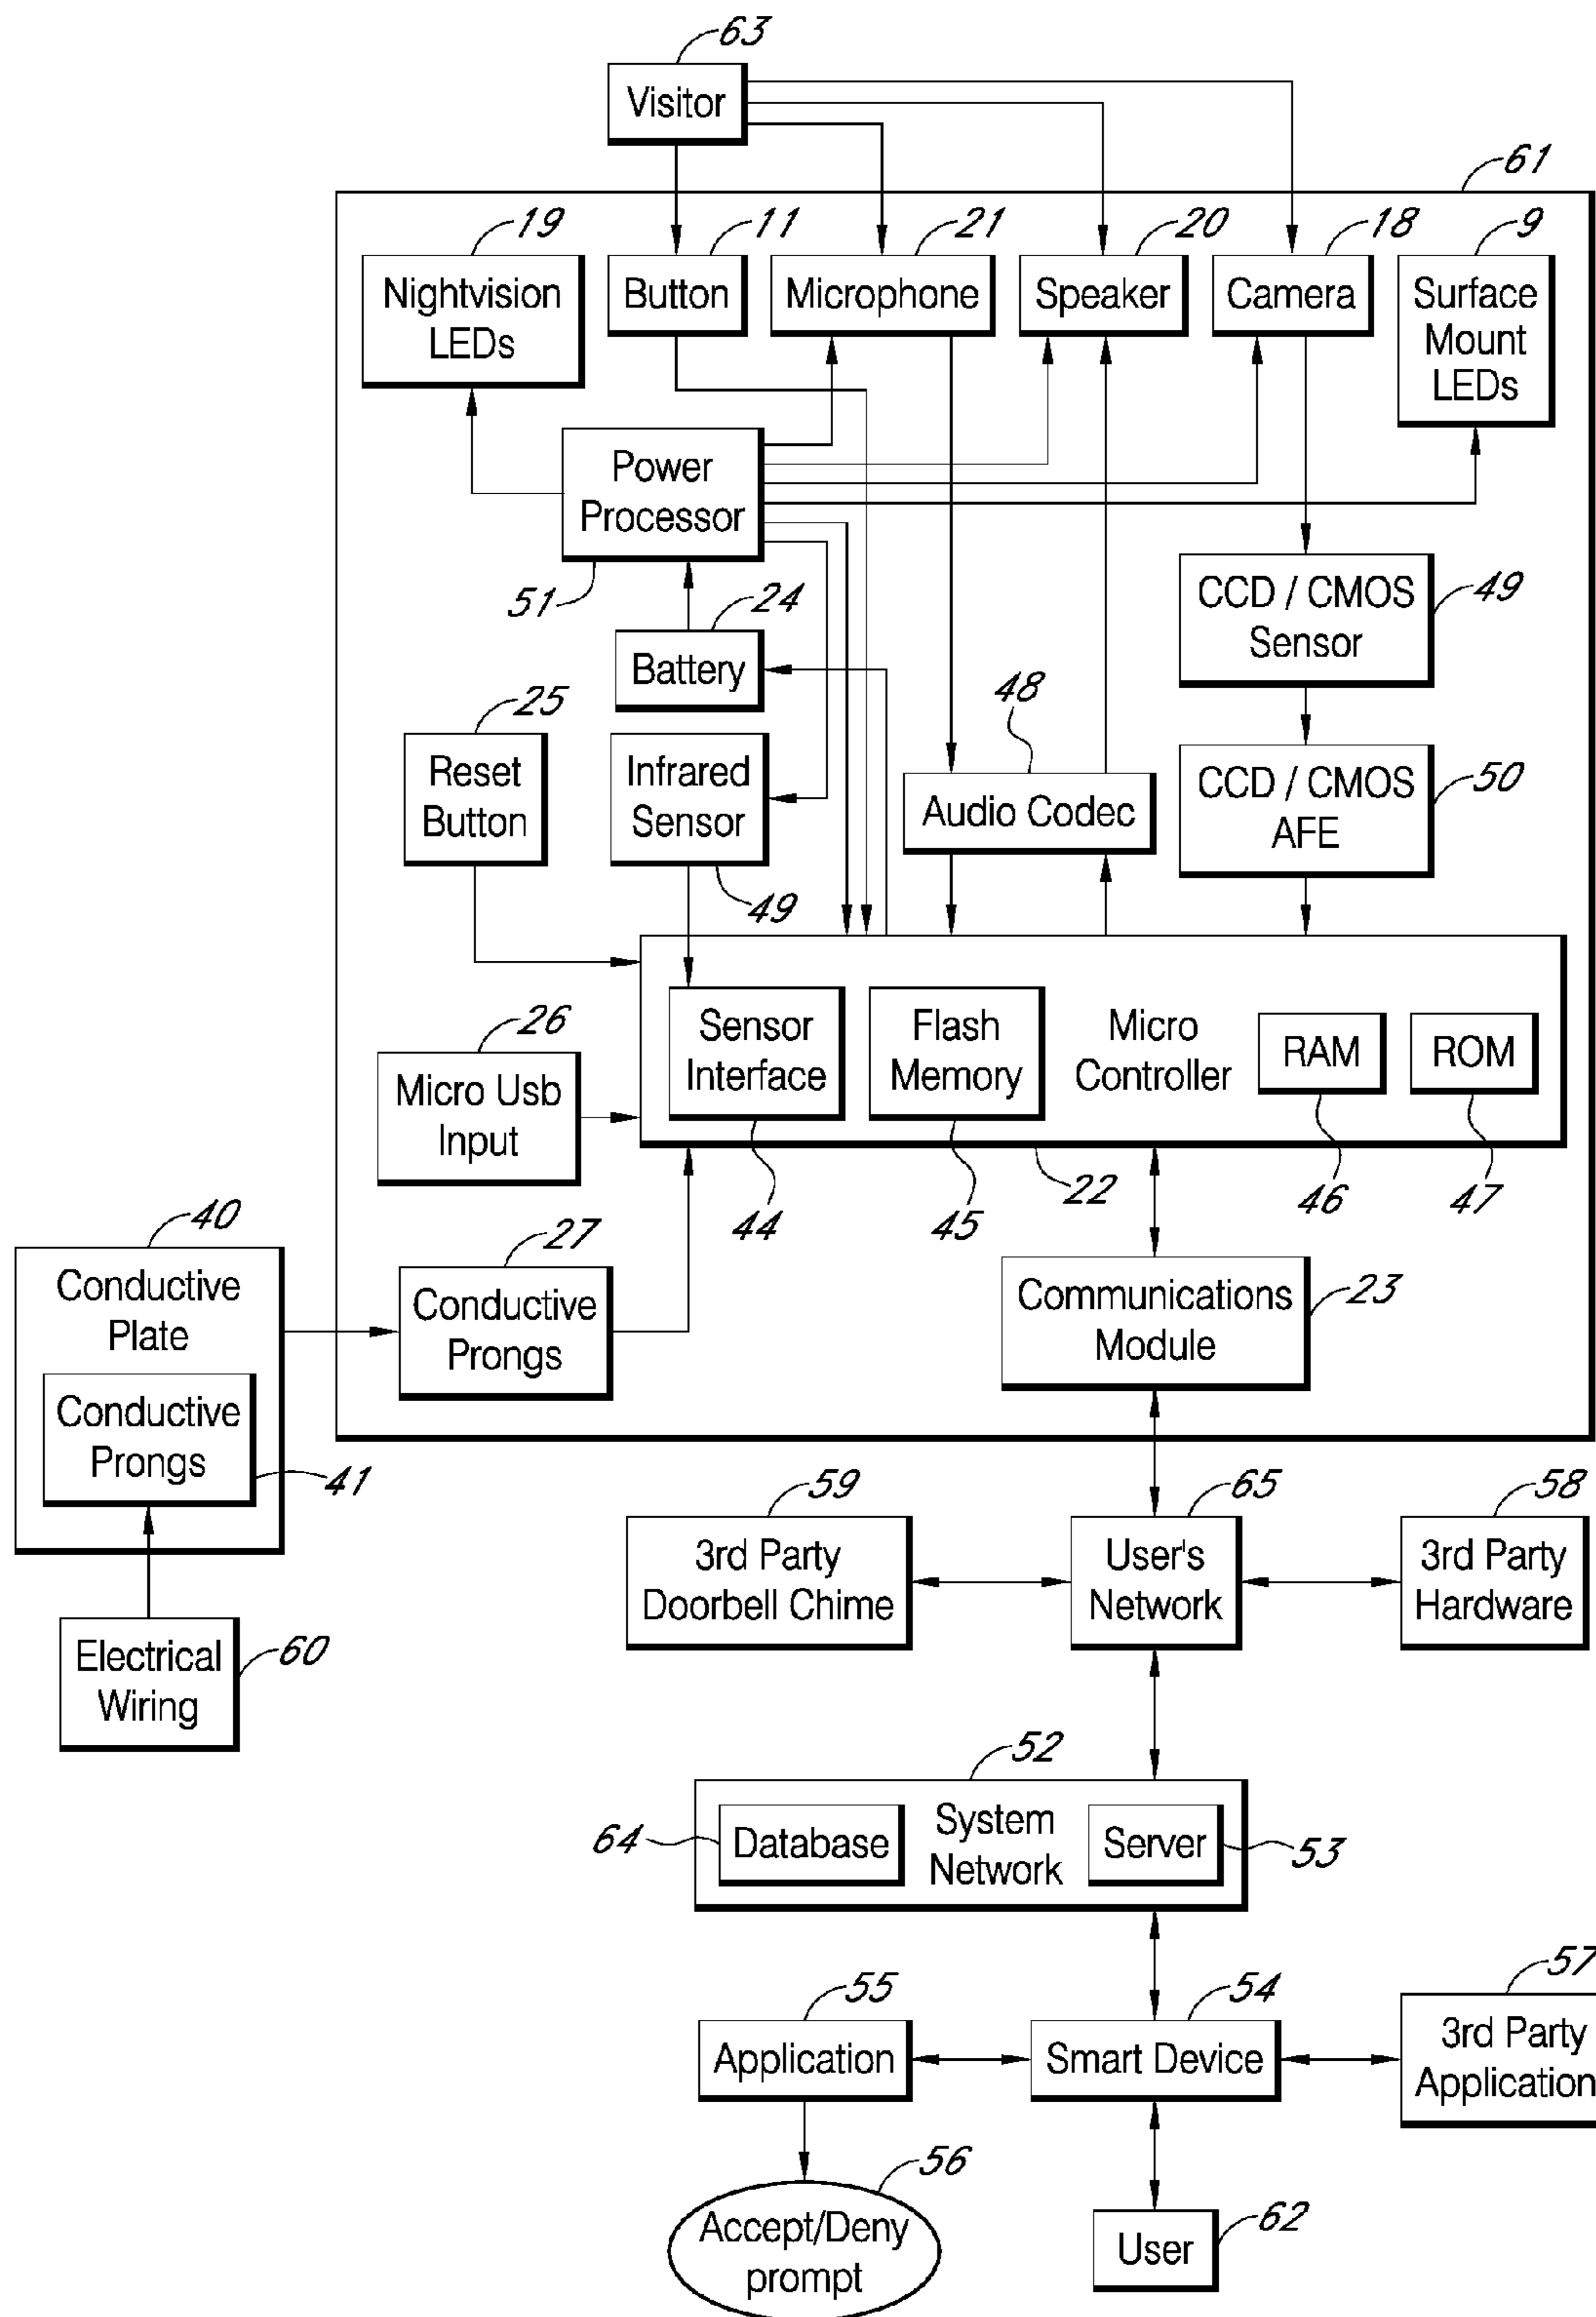 63
Visitor
61
19
11
21
20
18
9
Nightvision
LEDs
Button
Microphone
Speaker
Camera
Surface
Mount
LEDs
Power
Processor
51
24
Battery
CCD / CMOS
Sensor
49
25
Reset
Button
Infrared
Sensor
49
48
Audio Codec
CCD / CMOS
AFE
50
26
Micro Usb
Input
Sensor
Interface
Flash
Memory
Micro
Controller
RAM
ROM
44
45
22
46
47
40
Conductive
Plate
Conductive
Prongs
41
27
Conductive
Prongs
Communications
Module
23
60
Electrical
Wiring
59
3rd Party
Doorbell Chime
65
User's
Network
58
3rd Party
Hardware
52
64
Database
System
Network
Server
53
55
Application
54
Smart Device
57
3rd Party
Application
56
Accept/Deny
prompt
User
62